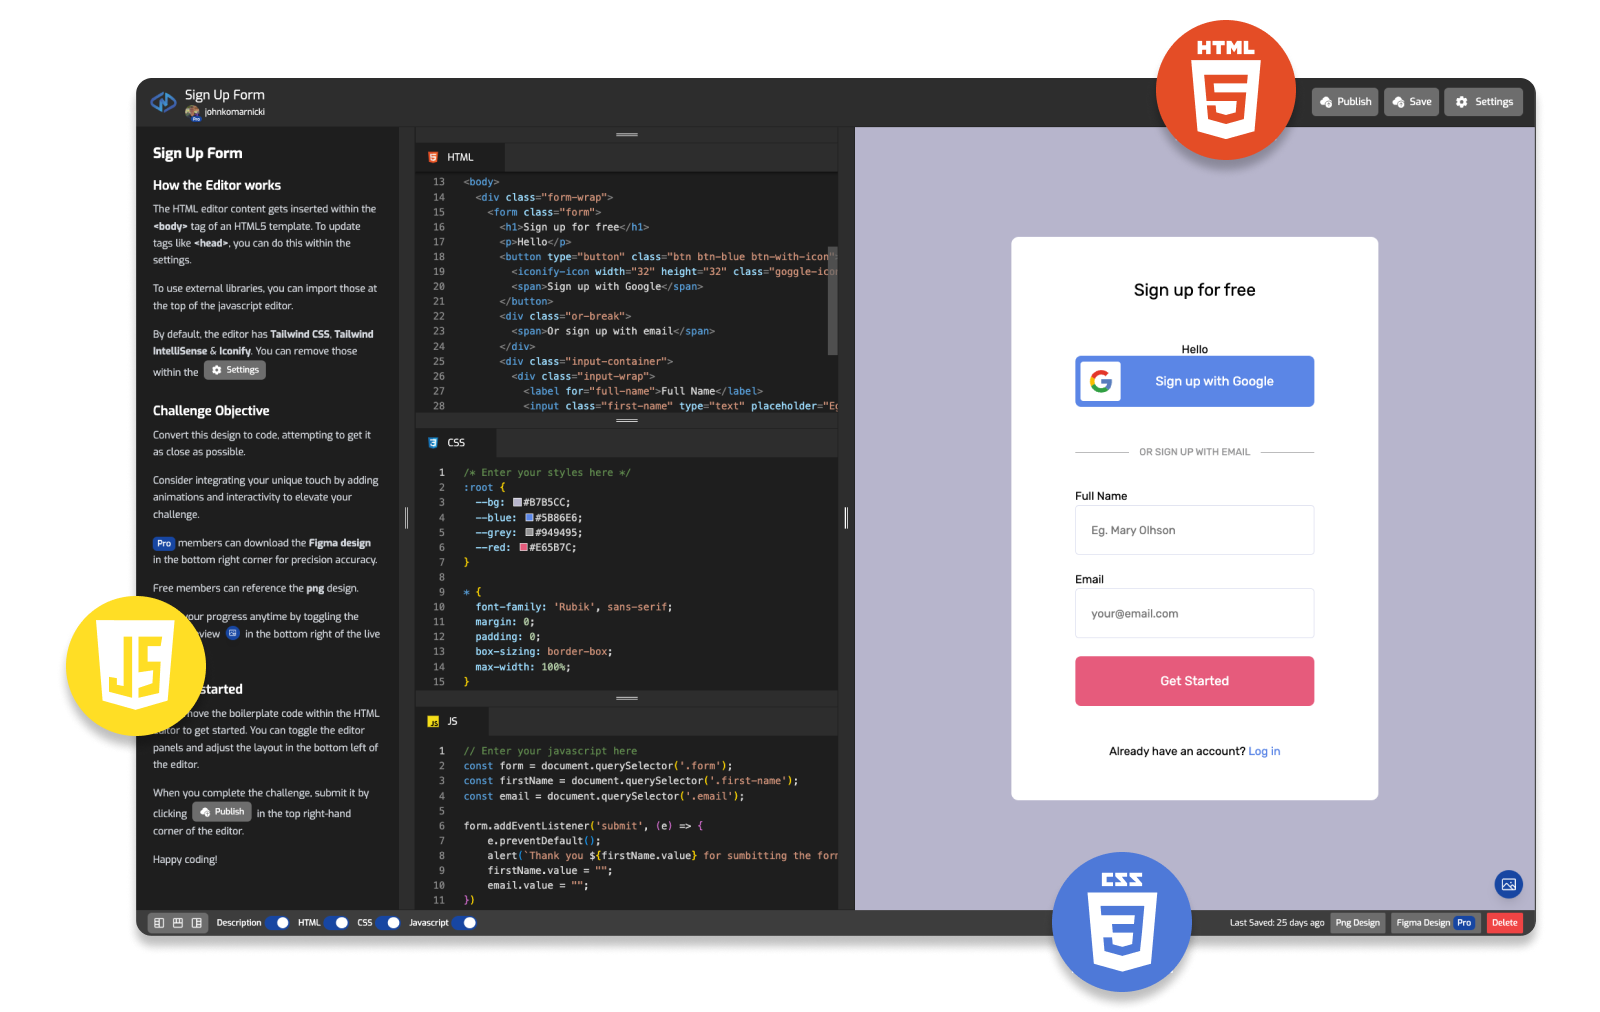 HTML
Sign Up Form
johnkomarnicki
Pro
Publish
Save
Settings
Sign Up Form
How the Editor works
The HTML editor content gets inserted within the
<body> tag of an HTML5 template. To update
tags like <head>, you can do this within the
settings.
To use external libraries, you can import those at
the top of the javascript editor.
By default, the editor has Tailwind CSS, Tailwind
IntelliSense & Iconify. You can remove those
within the Settings
Challenge Objective
Convert this design to code, attempting to get it
as close as possible.
Consider integrating your unique touch by adding
animations and interactivity to elevate your
challenge.
Pro members can download the Figma design
in the bottom right corner for precision accuracy.
Free members can reference the png design.
your progress anytime by toggling the
view in the bottom right of the live
started
move the boilerplate code within the HTML
editor to get started. You can toggle the editor
panels and adjust the layout in the bottom left of
the editor.
When you complete the challenge, submit it by
clicking Publish in the top right-hand
corner of the editor.
Happy coding!
JS
HTML
13 <body>
14 <div class="form-wrap">
15 <form class="form">
16 <h1>Sign up for free</h1>
17 <p>Hello</p>
18 <button type="button" class="btn btn-blue btn-with-icon"
19 <iconify-icon width="32" height="32" class="goggle-ico
20 <span>Sign up with Google</span>
21 </button>
22 <div class="or-break">
23 <span>Or sign up with email</span>
24 </div>
25 <div class="input-container">
26 <div class="input-wrap">
27 <label for="full-name">Full Name</label>
28 <input class="first-name" type="text" placeholder="Eg
CSS
1 /* Enter your styles here */
2 :root {
3 --bg: #B7B5CC;
4 --blue: #5B86E6;
5 --grey: #949495;
6 --red: #E65B7C;
7 }
8
9 * {
10 font-family: 'Rubik', sans-serif;
11 margin: 0;
12 padding: 0;
13 box-sizing: border-box;
14 max-width: 100%;
15 }
JS JS
1 // Enter your javascript here
2 const form = document.querySelector('.form');
3 const firstName = document.querySelector('.first-name');
4 const email = document.querySelector('.email');
5
6 form.addEventListener('submit', (e) => {
7 e.preventDefault();
8 alert(`Thank you ${firstName.value} for sumbitting the form
9 firstName.value = "";
10 email.value = "";
11 })
Sign up for free
Hello
Sign up with Google
OR SIGN UP WITH EMAIL
Full Name
Eg. Mary Olhson
Email
your@email.com
Get Started
Already have an account? Log in
CSS
Description
HTML
CSS
Javascript
Last Saved: 25 days ago
Png Design
Figma Design Pro
Delete